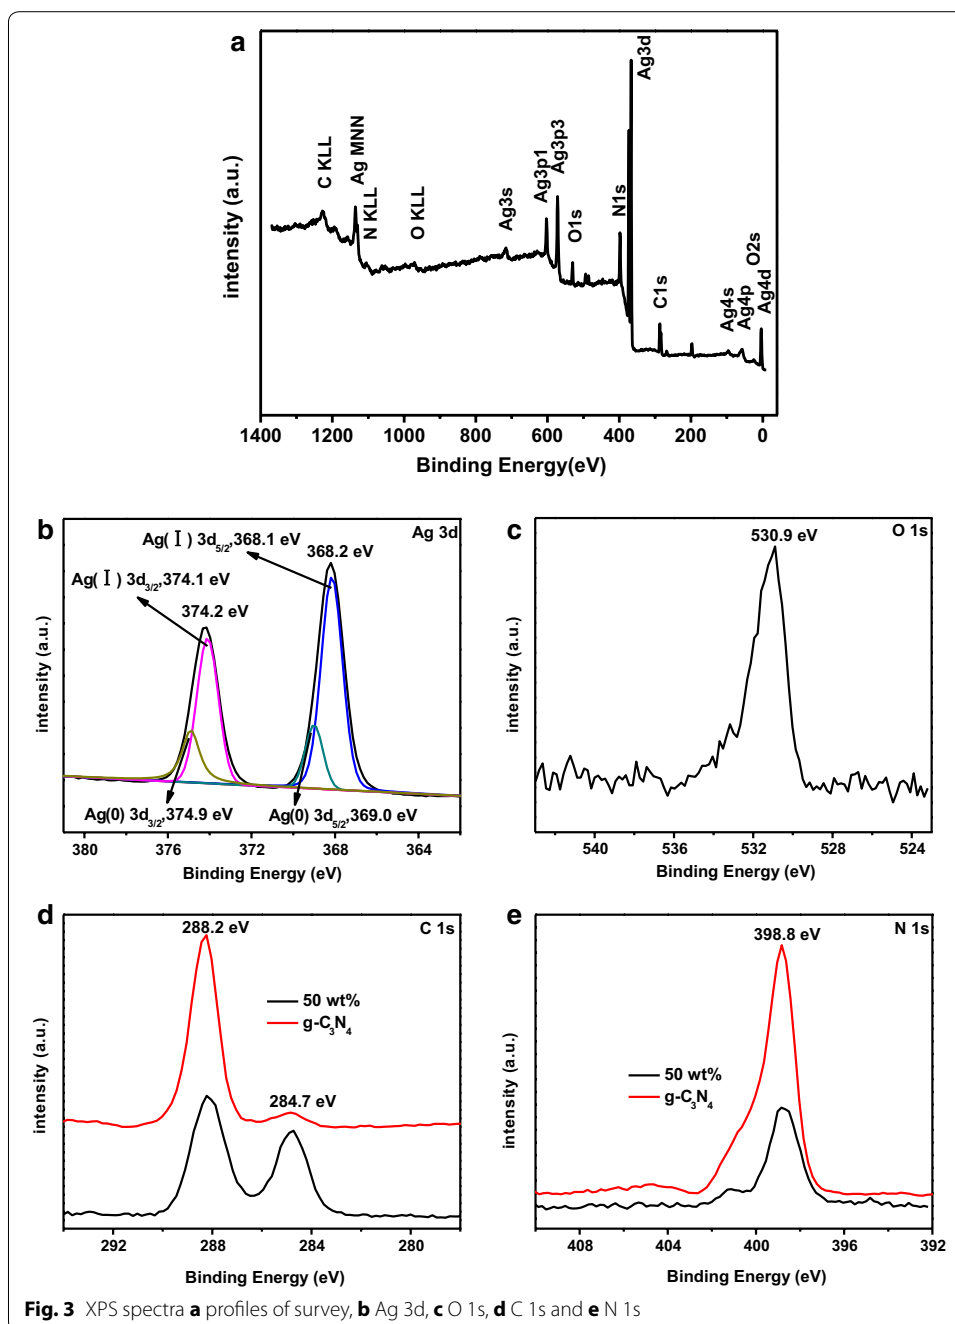 a
intensity (a.u.)
C KLL
Ag MNN
N KLL
O KLL
Ag3s
Ag3p1
Ag3p3
O1s
N1s
Ag3d
C1s
Ag4s
Ag4p
O2s
Ag4d
1400 1200 1000 800 600 400 200 0
Binding Energy(eV)
b
Ag 3d
intensity (a.u.)
Ag(Ⅰ) 3d5/2,368.1 eV
368.2 eV
Ag(Ⅰ) 3d3/2,374.1 eV
374.2 eV
Ag(0) 3d3/2,374.9 eV
Ag(0) 3d5/2,369.0 eV
380 376 372 368 364
Binding Energy (eV)
c
O 1s
intensity (a.u.)
530.9 eV
540 536 532 528 524
Binding Energy (eV)
d
C 1s
intensity (a.u.)
288.2 eV
50 wt%
g-C3N4
284.7 eV
292 288 284 280
Binding Energy (eV)
e
N 1s
intensity (a.u.)
398.8 eV
50 wt%
g-C3N4
408 404 400 396 392
Binding Energy (eV)
Fig. 3 XPS spectra a profiles of survey, b Ag 3d, c O 1s, d C 1s and e N 1s